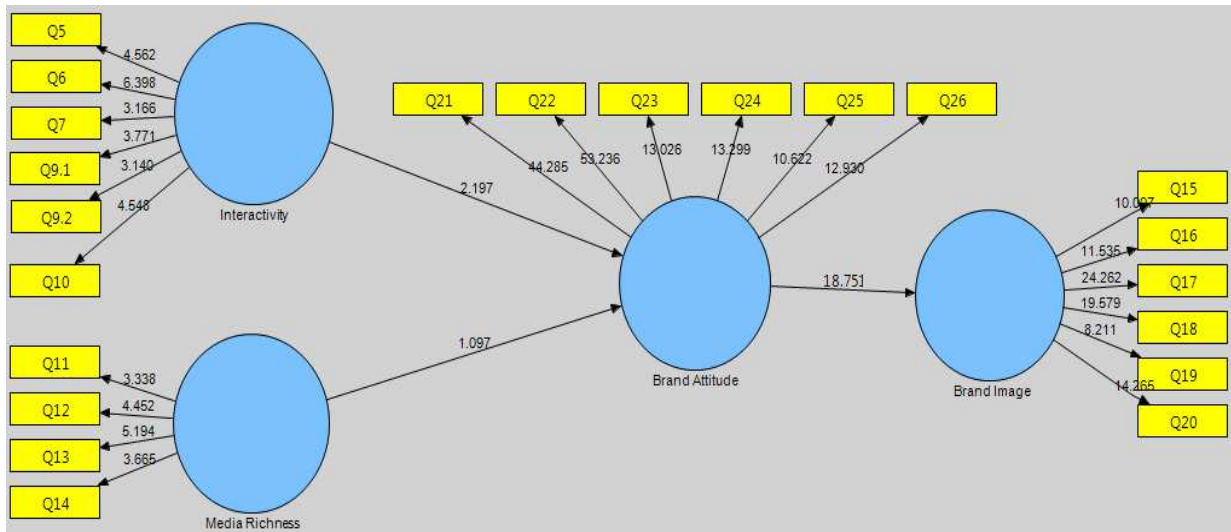 Q5
4.562
Q6
6.398
Q7
3.166
Q9.1
3.771
Q9.2
3.140
Q10
4.548
Interactivity
2.197
Q11
3.338
Q12
4.452
Q13
5.194
Q14
3.665
Media Richness
1.097
Q21
Q22
Q23
Q24
Q25
Q26
44.285
53.236
13.026
13.299
10.622
12.930
Brand Attitude
18.751
Brand Image
Q15
10.097
Q16
11.535
Q17
24.262
Q18
19.579
Q19
8.211
Q20
14.265